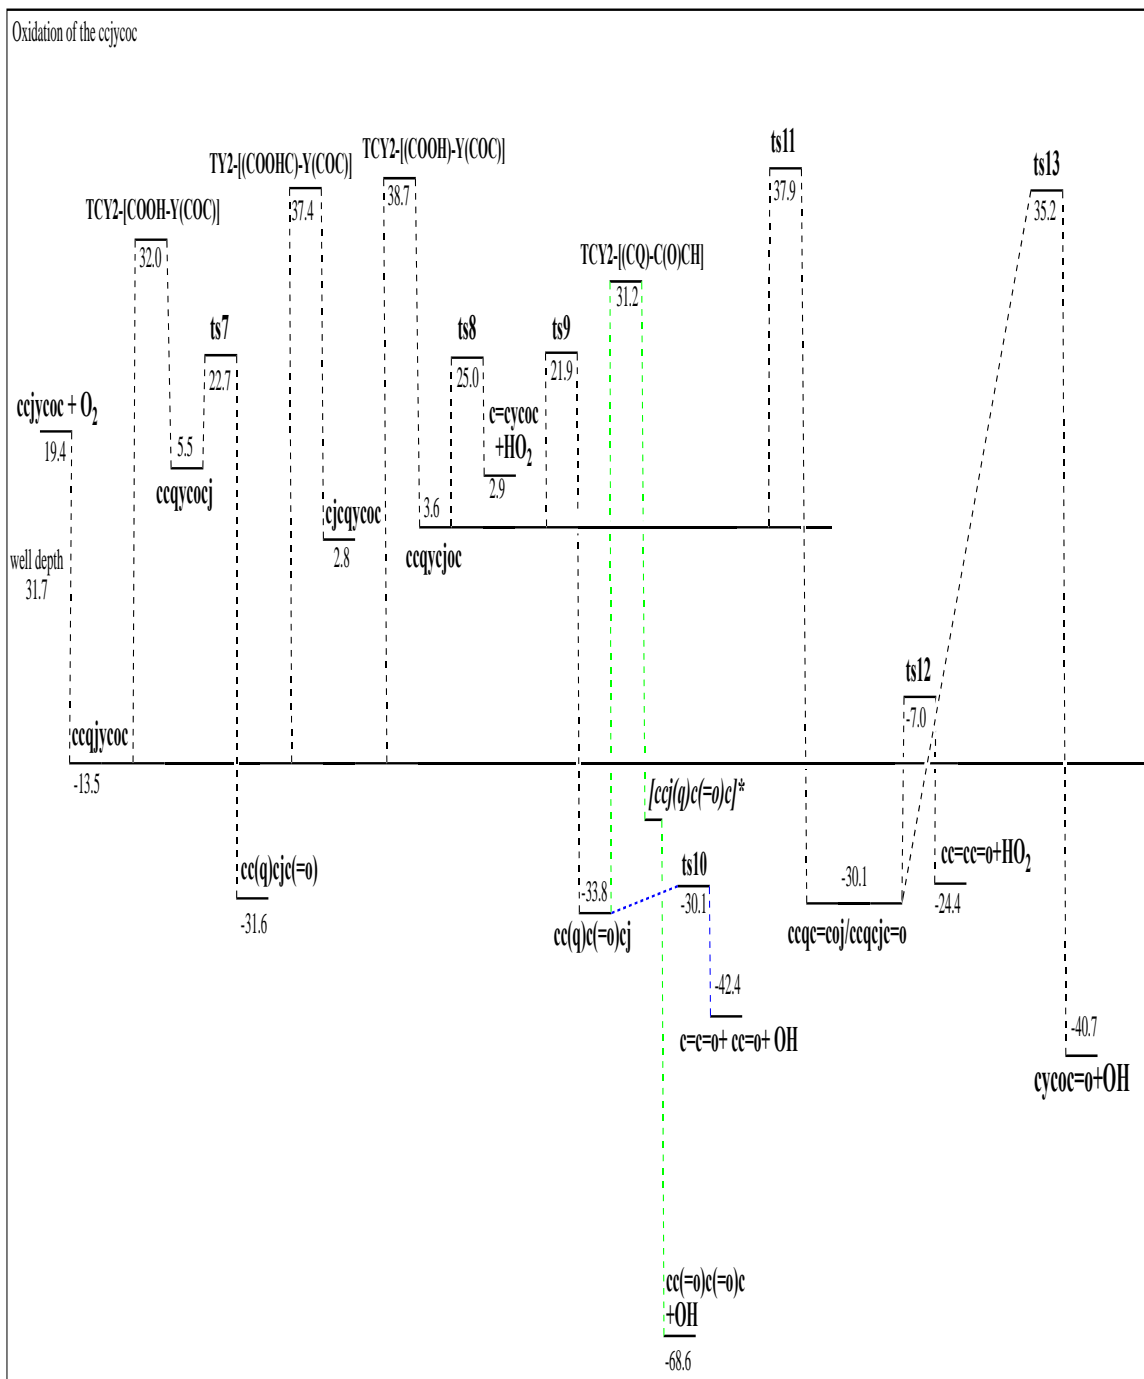 Oxidation of the ccjycoc
TCY2-[COOH-Y(COC)]
32.0
TY2-[(COOHC)-Y(COC)]
37.4
TCY2-[(COOH)-Y(COC)]
38.7
ts11
37.9
ts13
35.2
TCY2-[(CQ)-C(O)CH]
31.2
ts7
22.7
ts8
25.0
ts9
21.9
ccjycoc + O2
19.4
5.5
ccqycocj
c=cycoc
+HO2
2.9
cjcqycoc
2.8
3.6
ccqycjoc
well depth
31.7
ccqjycoc
-13.5
ts12
-7.0
[ccj(q)c(=o)c]*
cc(q)cjc(=o)
-31.6
-33.8
cc(q)c(=o)cj
ts10
-30.1
-42.4
c=c=o+ cc=o+ OH
-30.1
ccqc=coj/ccqcjc=o
cc=cc=o+HO2
-24.4
-40.7
cycoc=o+OH
cc(=o)c(=o)c
+OH
-68.6